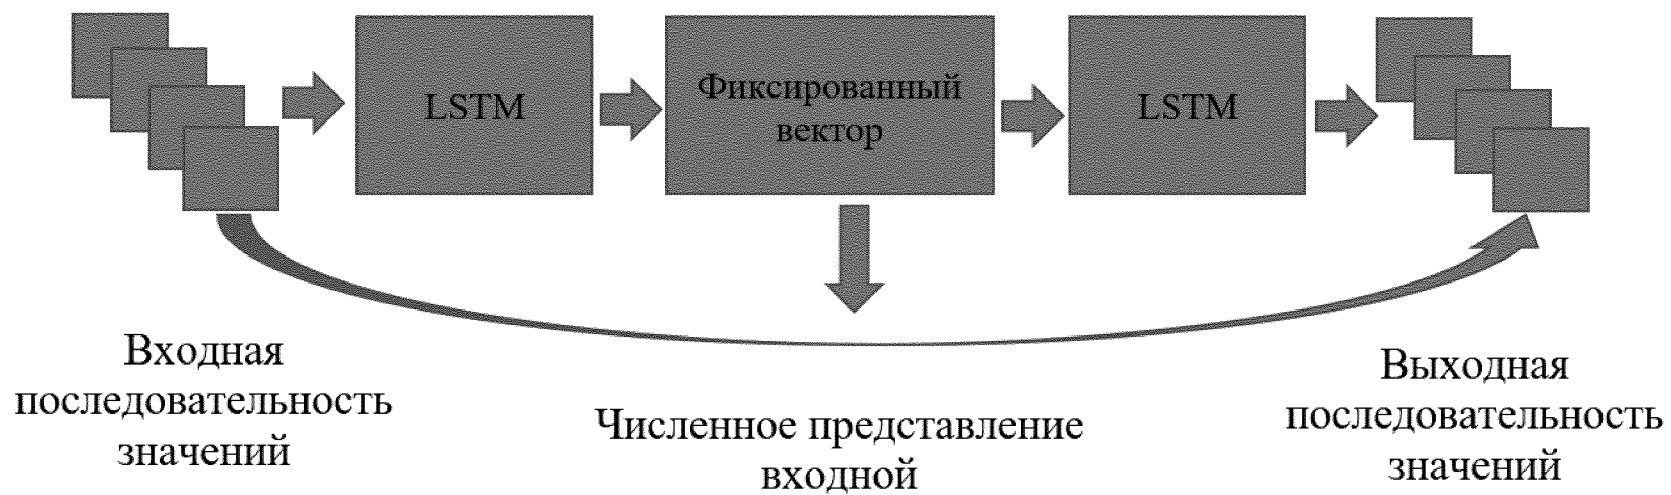 LSTM
Фиксированный
вектор
LSTM
Входная
последовательность
значений
Численное представление
входной
Выходная
последовательность
значений